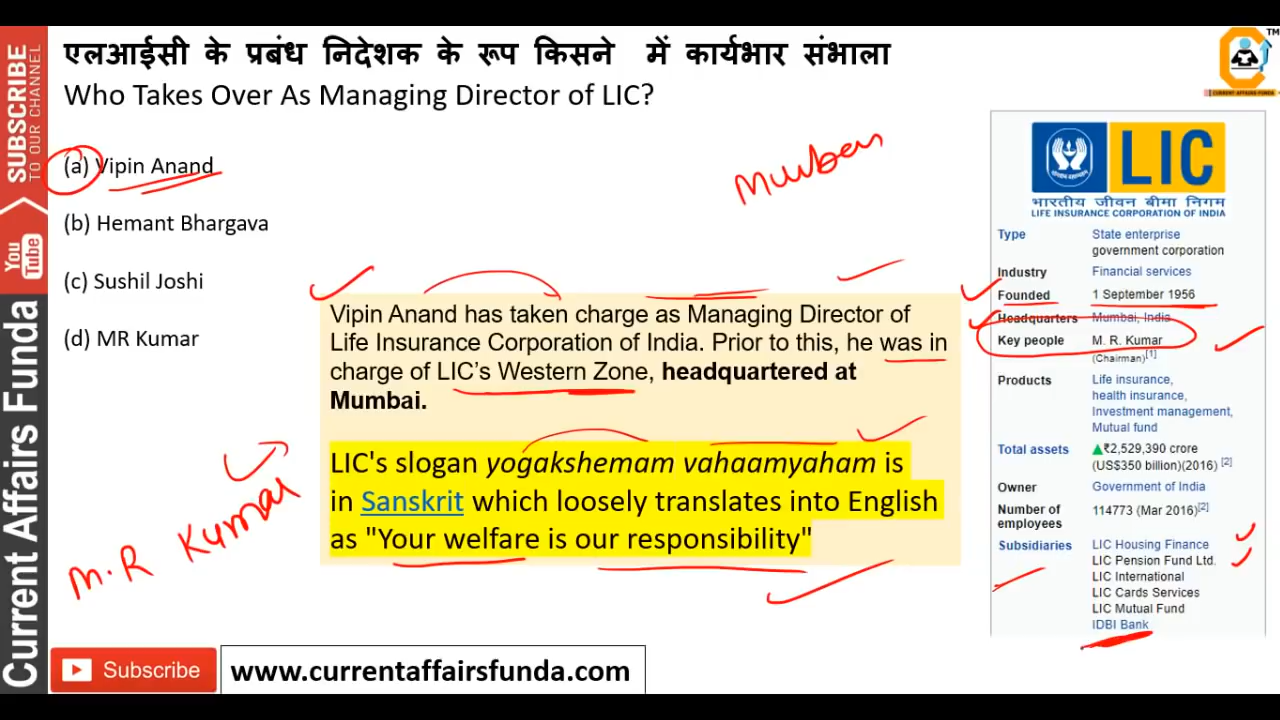 एलआईसी के प्रबंध निदेशक के रूप किसने में कार्यभार संभाला
Who Takes Over As Managing Director of LIC?
(a) Vipin Anand
(b) Hemant Bhargava
(c) Sushil Joshi
(d) MR Kumar
Vipin Anand has taken charge as Managing Director of
Life Insurance Corporation of India. Prior to this, he was in
charge of LIC's Western Zone, headquartered at
Mumbai.
LIC's slogan yogakshemam vahaamyaham is
in Sanskrit which loosely translates into English
as "Your welfare is our responsibility"
M.R Kumar
TM
CURRENT-AFFAIRS-FUNDA
LIC
भारतीय जीवन बीमा निगम
LIFE INSURANCE CORPORATION OF INDIA
Type State enterprise
government corporation
Industry Financial services
Founded 1 September 1956
Headquarters Mumbai, India
Key people M. R. Kumar
(Chairman)[1]
Products Life insurance,
health insurance,
Investment management,
Mutual fund
Total assets ▲₹2,529,390 crore
(US$350 billion)(2016) [2]
Owner Government of India
Number of employees 114773 (Mar 2016)[2]
Subsidiaries LIC Housing Finance
LIC Pension Fund Ltd.
LIC International
LIC Cards Services
LIC Mutual Fund
IDBI Bank
SUBSCRIBE
TO OUR CHANNEL
You Tube
Current Affairs Funda
Subscribe
www.currentaffairsfunda.com